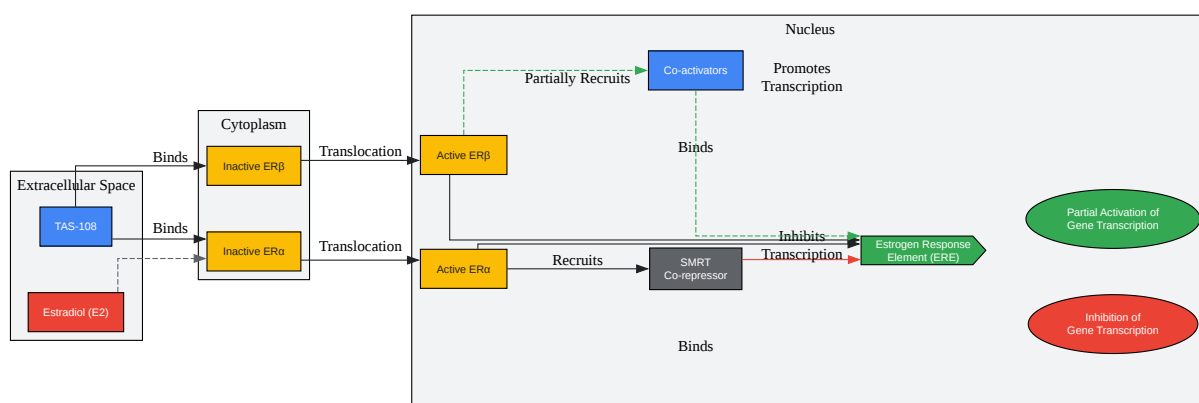 Nucleus
Partially Recruits
Co-activators
Promotes
Transcription
Cytoplasm
Binds
Inactive ERβ
Translocation
Active ERβ
Binds
Extracellular Space
TAS-108
Binds
Inactive ERα
Translocation
Active ERα
Recruits
SMRT
Co-repressor
Inhibits
Transcription
Estrogen Response
Element (ERE)
Partial Activation of
Gene Transcription
Estradiol (E2)
Inhibition of
Gene Transcription
Binds